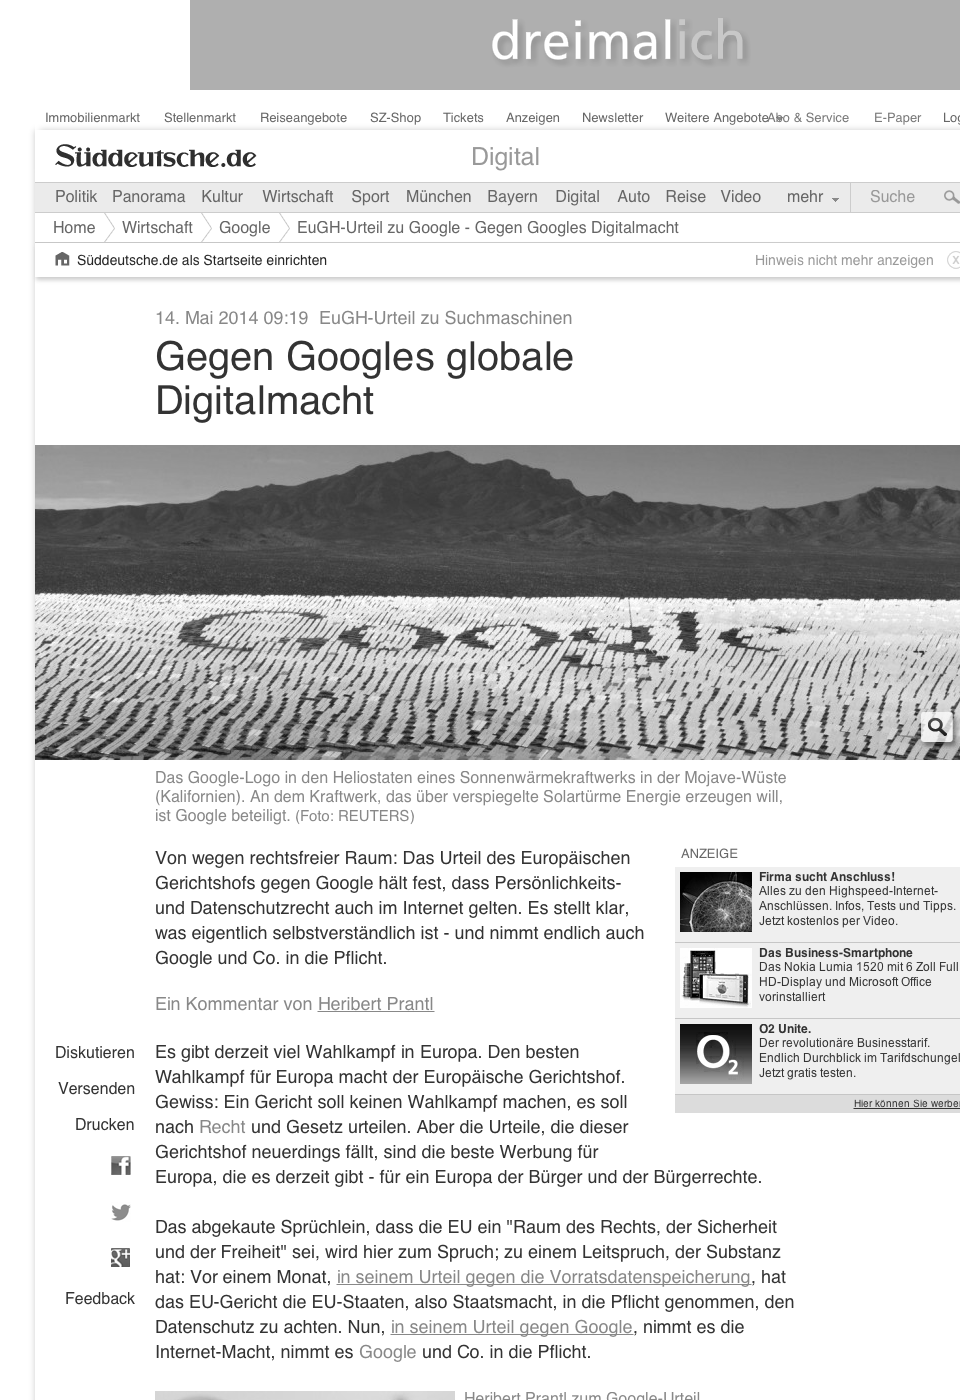 dreimalich
Immobilienmarkt Stellenmarkt Reiseangebote SZ-Shop Tickets Anzeigen Newsletter Weitere Angebote & Service E-Paper
Süddeutsche.de Digital
Politik Panorama Kultur Wirtschaft Sport München Bayern Digital Auto Reise Video mehr Suche
Home Wirtschaft Google EuGH-Urteil zu Google - Gegen Googles Digitalmacht
Süddeutsche.de als Startseite einrichten Hinweis nicht mehr anzeigen X
14. Mai 2014 09:19 EuGH-Urteil zu Suchmaschinen
Gegen Googles globale
Digitalmacht
Google
Das Google-Logo in den Heliostaten eines Sonnenwärmekraftwerks in der Mojave-Wüste
(Kalifornien). An dem Kraftwerk, das über verspiegelte Solartürme Energie erzeugen will,
ist Google beteiligt. (Foto: REUTERS)
Von wegen rechtsfreier Raum: Das Urteil des Europäischen
Gerichtshofs gegen Google hält fest, dass Persönlichkeits-
und Datenschutzrecht auch im Internet gelten. Es stellt klar,
was eigentlich selbstverständlich ist - und nimmt endlich auch
Google und Co. in die Pflicht.
Ein Kommentar von Heribert Prantl
ANZEIGE
Firma sucht Anschluss!
Alles zu den Highspeed-Internet-
Anschlüssen. Infos, Tests und Tipps.
Jetzt kostenlos per Video.
Das Business-Smartphone
Das Nokia Lumia 1520 mit 6 Zoll Full
HD-Display und Microsoft Office
vorinstalliert
O2
O2 Unite.
Der revolutionäre Businesstarif.
Endlich Durchblick im Tarifdschungel
Jetzt gratis testen.
Hier können Sie werben
Diskutieren
Versenden
Drucken
f
g+
Feedback
Es gibt derzeit viel Wahlkampf in Europa. Den besten
Wahlkampf für Europa macht der Europäische Gerichtshof.
Gewiss: Ein Gericht soll keinen Wahlkampf machen, es soll
nach Recht und Gesetz urteilen. Aber die Urteile, die dieser
Gerichtshof neuerdings fällt, sind die beste Werbung für
Europa, die es derzeit gibt - für ein Europa der Bürger und der Bürgerrechte.
Das abgekaute Sprüchlein, dass die EU ein "Raum des Rechts, der Sicherheit
und der Freiheit" sei, wird hier zum Spruch; zu einem Leitspruch, der Substanz
hat: Vor einem Monat, in seinem Urteil gegen die Vorratsdatenspeicherung, hat
das EU-Gericht die EU-Staaten, also Staatsmacht, in die Pflicht genommen, den
Datenschutz zu achten. Nun, in seinem Urteil gegen Google, nimmt es die
Internet-Macht, nimmt es Google und Co. in die Pflicht.
Heribert Prantl zum Google-Urteil